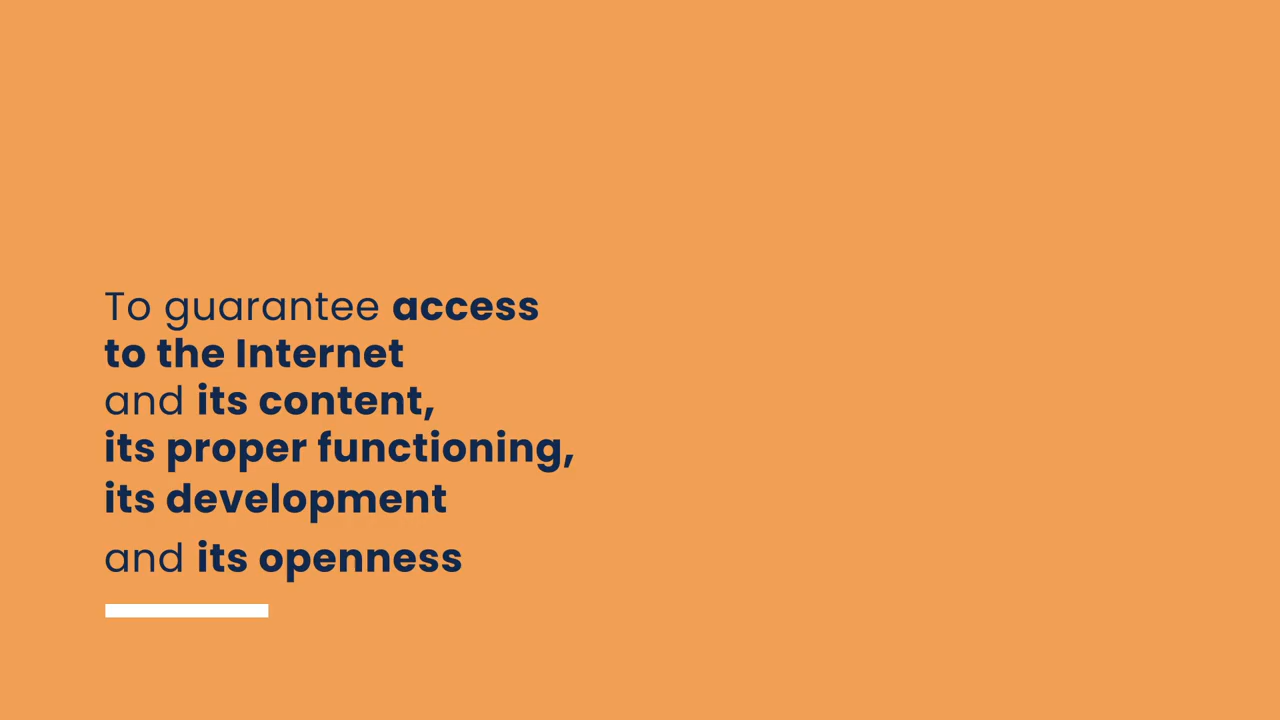 To guarantee access
to the Internet
and its content,
its proper functioning,
its development
and its openness